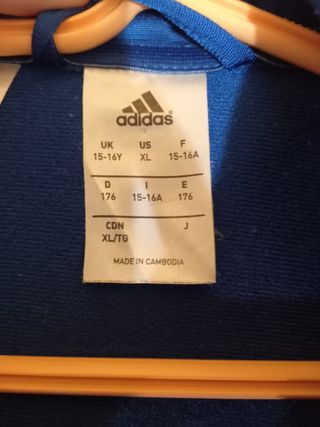 adidas
UK US F
15-16Y XL 15-16A
D I E
176 15-16A 176
CDN J
XL/TG
MADE IN CAMBODIA